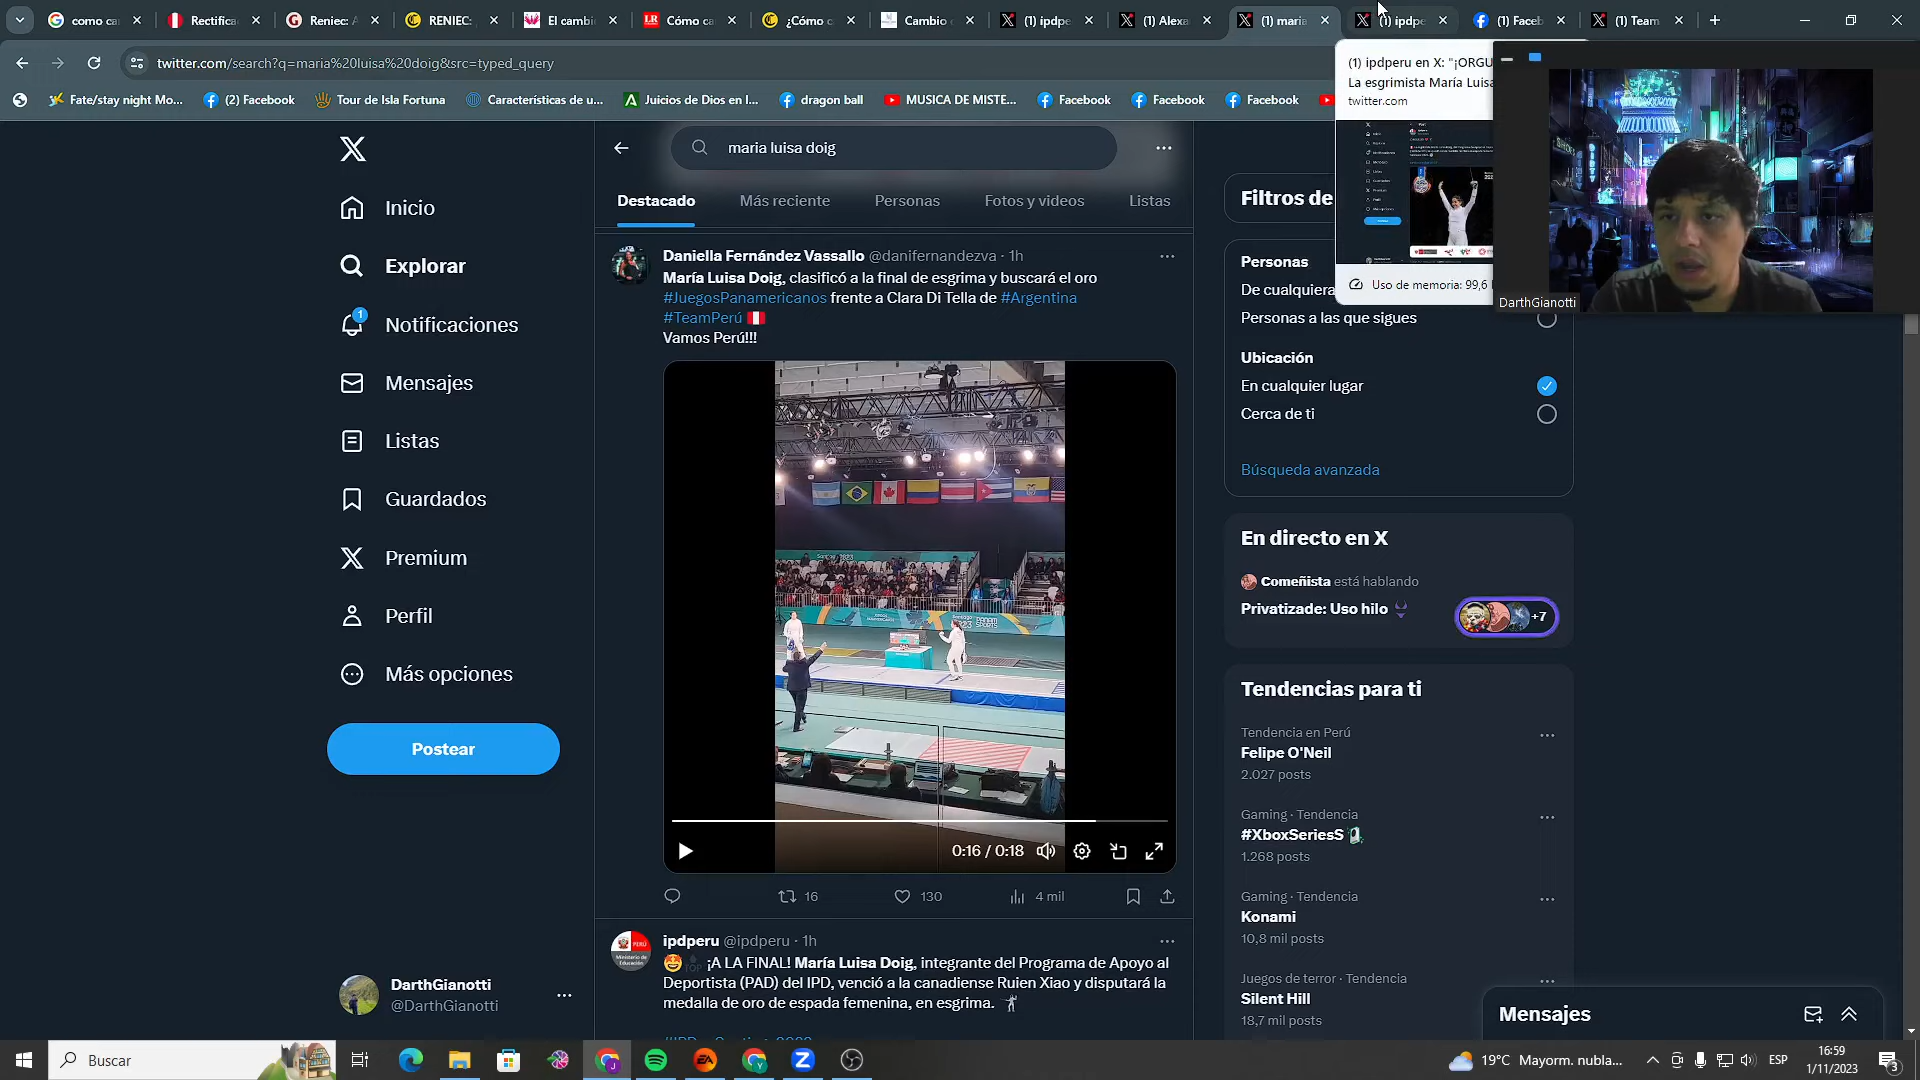 como ca
Rectifica
Reniec: A
RENIEC:
El cambi
Cómo ca
¿Cómo c
Cambio
(1) ipdpe
(1) Alexa
(1) maria
(1) ipdpe
(1) Faceb
(1) Team
twitter.com/search?q=maria%20luisa%20doig&src=typed_query
Fate/stay night Mo...
(2) Facebook
Tour de Isla Fortuna
Características de u...
Juicios de Dios en l...
dragon ball
MUSICA DE MISTE...
Facebook
Facebook
Facebook
(1) ipdperu en X: "¡ORGU
La esgrimista María Luisa
twitter.com
Uso de memoria: 99,6
DarthGianotti
Inicio
Explorar
1
Notificaciones
Mensajes
Listas
Guardados
Premium
Perfil
Más opciones
Postear
DarthGianotti
@DarthGianotti
maria luisa doig
Destacado
Más reciente
Personas
Fotos y videos
Listas
Daniella Fernández Vassallo @danifernandezva · 1h
María Luisa Doig, clasificó a la final de esgrima y buscará el oro
#JuegosPanamericanos frente a Clara Di Tella de #Argentina
#TeamPerú
Vamos Perú!!!
0:16 / 0:18
16
130
4 mil
ipdperu @ipdperu · 1h
¡A LA FINAL! María Luisa Doig, integrante del Programa de Apoyo al
Deportista (PAD) del IPD, venció a la canadiense Ruien Xiao y disputará la
medalla de oro de espada femenina, en esgrima.
Filtros de
Personas
De cualquiera
Personas a las que sigues
Ubicación
En cualquier lugar
Cerca de ti
Búsqueda avanzada
En directo en X
Comeñista está hablando
Privatizade: Uso hilo
+7
Tendencias para ti
Tendencia en Perú
Felipe O'Neil
2.027 posts
Gaming · Tendencia
#XboxSeriesS
1.268 posts
Gaming · Tendencia
Konami
10,8 mil posts
Juegos de terror · Tendencia
Silent Hill
18,7 mil posts
Mensajes
Buscar
19°C Mayorm. nubla...
ESP
16:59
1/11/2023
3